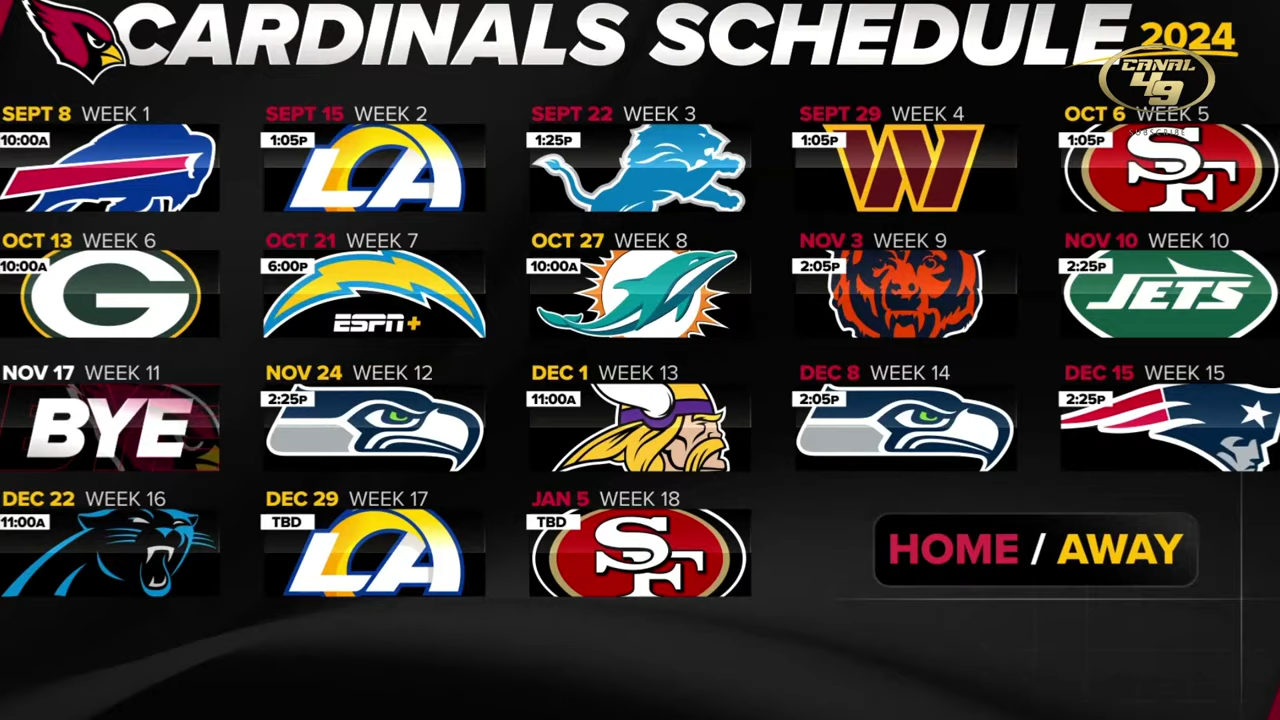 CARDINALS SCHEDULE 2024
CANAL
49
SUBSCRIBE
SEPT 8 WEEK 1
10:00A
SEPT 15 WEEK 2
1:05P
LA
SEPT 22 WEEK 3
1:25P
SEPT 29 WEEK 4
1:05P
W
OCT 6 WEEK 5
1:05P
SF
OCT 13 WEEK 6
10:00A
G
OCT 21 WEEK 7
6:00P
ESPN+
OCT 27 WEEK 8
10:00A
NOV 3 WEEK 9
2:05P
NOV 10 WEEK 10
2:25P
JETS
NOV 17 WEEK 11
BYE
NOV 24 WEEK 12
2:25P
DEC 1 WEEK 13
11:00A
DEC 8 WEEK 14
2:05P
DEC 15 WEEK 15
2:25P
DEC 22 WEEK 16
11:00A
DEC 29 WEEK 17
TBD
LA
JAN 5 WEEK 18
TBD
SF
HOME / AWAY